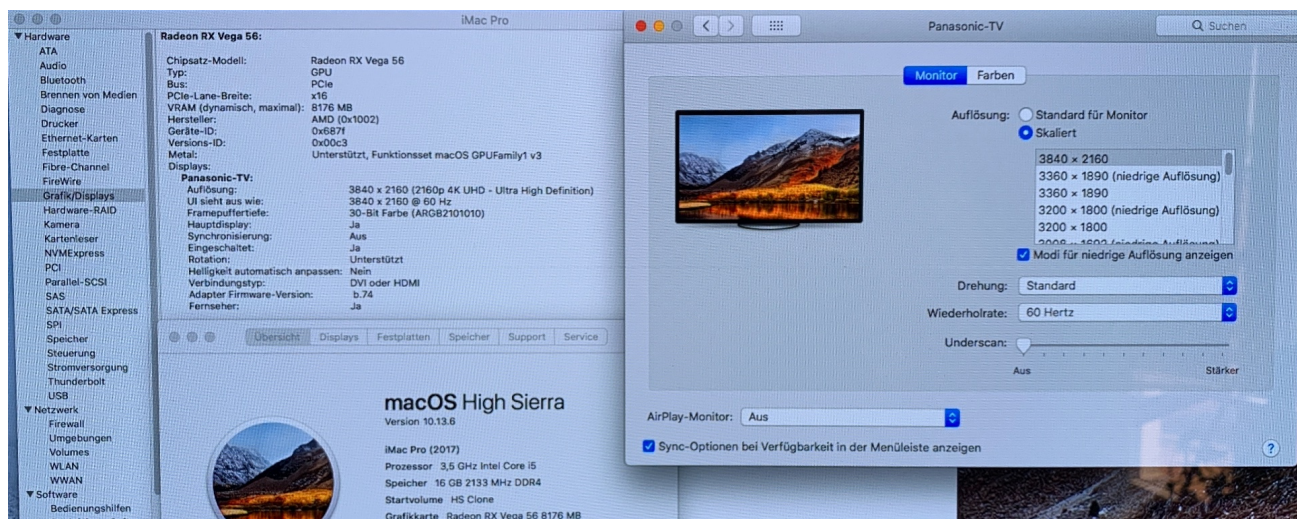 iMac Pro
Hardware
ATA
Audio
Bluetooth
Brennen von Medien
Diagnose
Drucker
Ethernet-Karten
Festplatte
Fibre-Channel
FireWire
Grafik/Displays
Hardware-RAID
Kamera
Kartenleser
NVMExpress
PCI
Parallel-SCSI
SAS
SATA/SATA Express
SPI
Speicher
Steuerung
Stromversorgung
Thunderbolt
USB
Netzwerk
Firewall
Umgebungen
Volumes
WLAN
WWAN
Software
Bedienungshilfen
Radeon RX Vega 56:
Chipsatz-Modell: Radeon RX Vega 56
Typ: GPU
Bus: PCIe
PCIe-Lane-Breite: x16
VRAM (dynamisch, maximal): 8176 MB
Hersteller: AMD (0x1002)
Geräte-ID: 0x687f
Versions-ID: 0x00c3
Metal: Unterstützt, Funktionsset macOS GPUFamily1 v3
Displays:
Panasonic-TV:
Auflösung: 3840 x 2160 (2160p 4K UHD - Ultra High Definition)
UI sieht aus wie: 3840 x 2160 @ 60 Hz
Framepuffertiefe: 30-Bit Farbe (ARGB2101010)
Hauptdisplay: Ja
Synchronisierung: Aus
Eingeschaltet: Ja
Rotation: Unterstützt
Helligkeit automatisch anpassen: Nein
Verbindungstyp: DVI oder HDMI
Adapter Firmware-Version: b.74
Fernseher: Ja
Übersicht Displays Festplatten Speicher Support Service
macOS High Sierra
Version 10.13.6
iMac Pro (2017)
Prozessor 3,5 GHz Intel Core i5
Speicher 16 GB 2133 MHz DDR4
Startvolume HS Clone
Grafikkarte Radeon RX Vega 56 8176 MB
Panasonic-TV
Suchen
Monitor Farben
Auflösung: Standard für Monitor
Skaliert
3840 × 2160
3360 × 1890 (niedrige Auflösung)
3360 × 1890
3200 × 1800 (niedrige Auflösung)
3200 × 1800
Modi für niedrige Auflösung anzeigen
Drehung: Standard
Wiederholrate: 60 Hertz
Underscan:
Aus Stärker
AirPlay-Monitor: Aus
Sync-Optionen bei Verfügbarkeit in der Menüleiste anzeigen
?